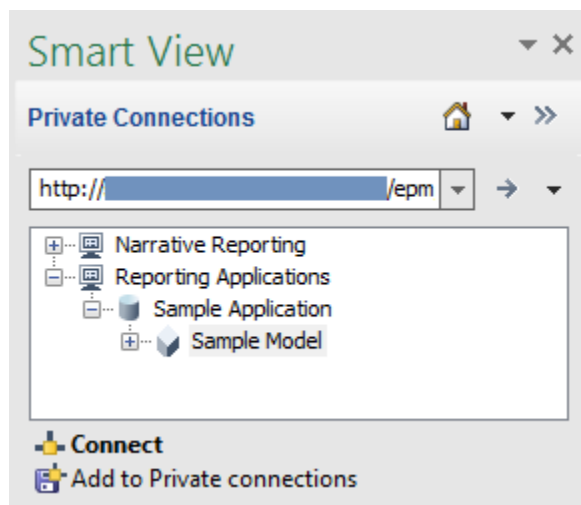 Smart View
Private Connections
http:// /epm
Narrative Reporting
Reporting Applications
Sample Application
Sample Model
Connect
Add to Private connections